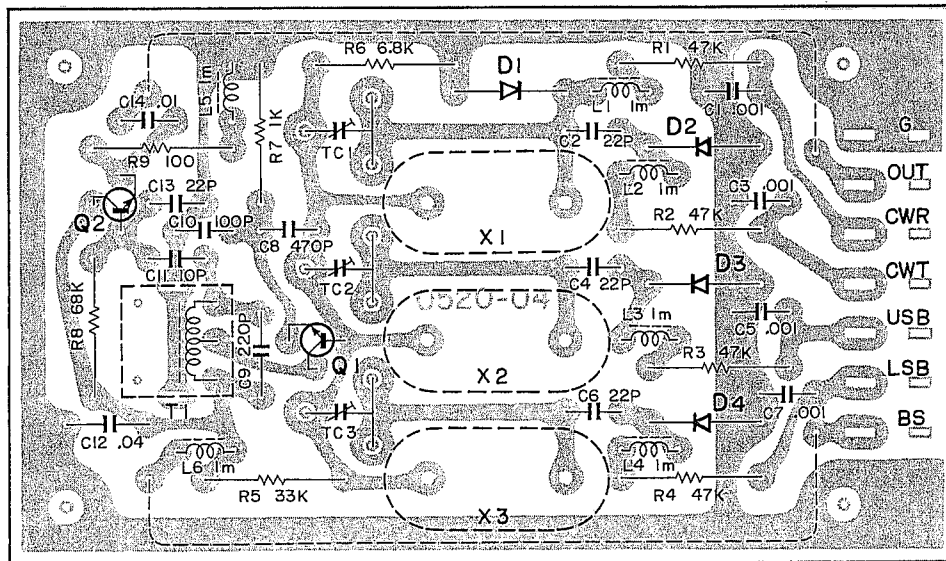 R6 6.8K
R1 47K
D1
C14 .01
L5 1m
L1 1m
C1 .001
R7 1K
TC1
C2 22P
D2
G
R9 100
L2 1m
OUT
C13 22P
C3 .001
Q2
C10 100P
C8 470P
X1
R2 47K
CWR
C11 10P
TC2
C4 22P
D3
CWT
0520-04
R8 68K
L3 1m
C5 .001
USB
C9 220P
Q1
X2
R3 47K
LSB
T1
TC3
C6 22P
D4
C7 .001
BS
C12 .04
L6 1m
L4 1m
R5 33K
X3
R4 47K